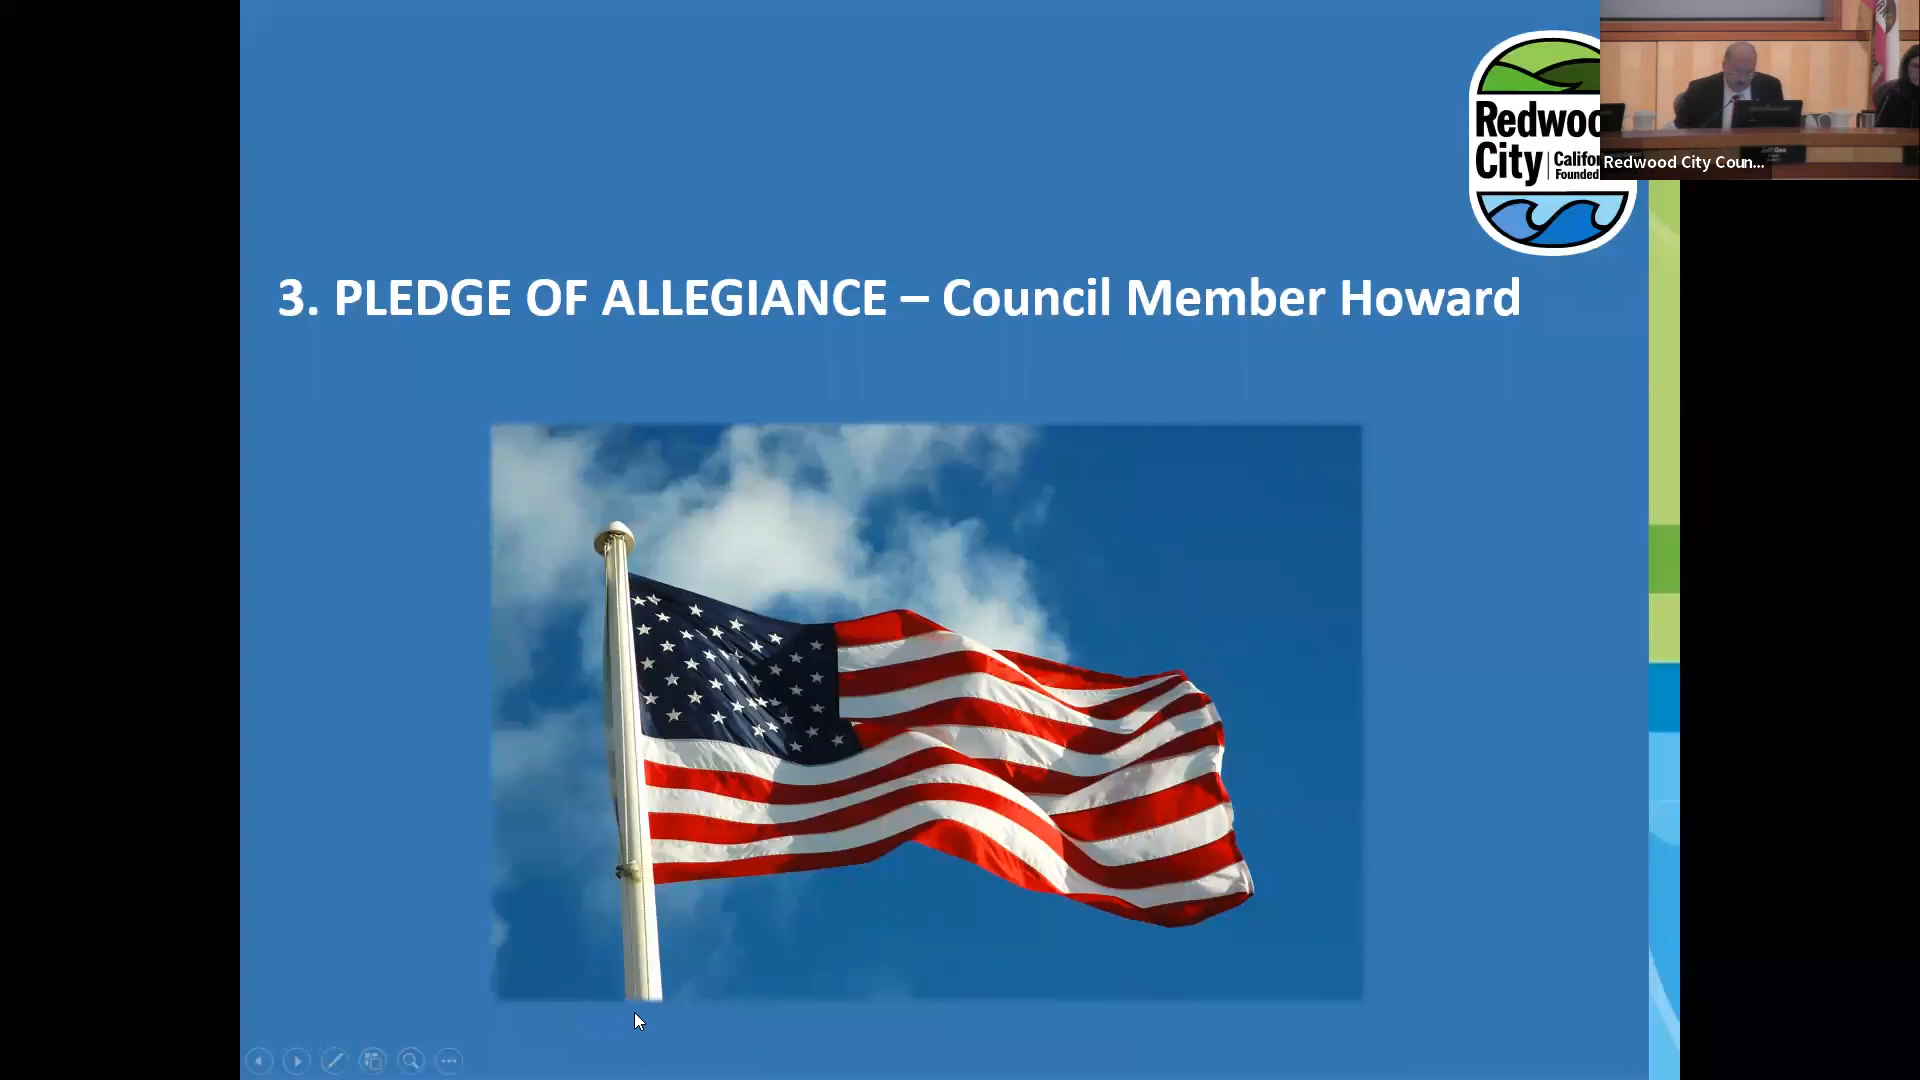 Redwoo
City
Califo
Founded
Redwood City Coun...
3. PLEDGE OF ALLEGIANCE – Council Member Howard